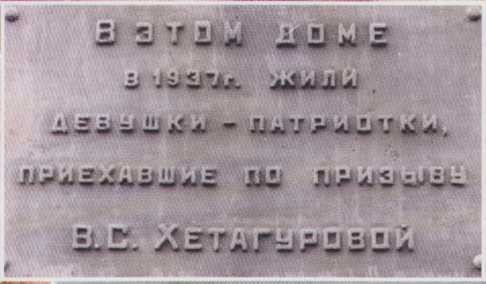 В ЭТОМ ДОМЕ
В 1937г. ЖИЛИ
ДЕВУШКИ – ПАТРИОТКИ,
ПРИЕХАВШИЕ ПО ПРИЗЫВУ
В.С. ХЕТАГУРОВОЙ